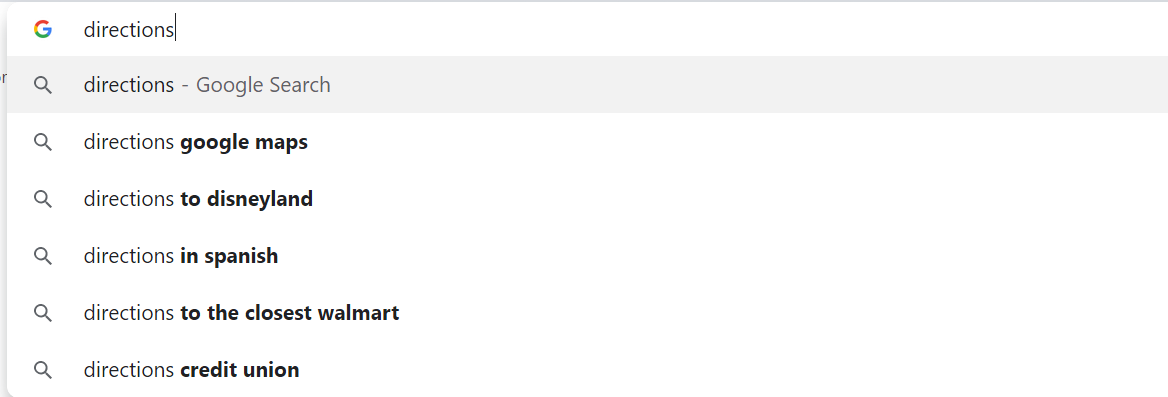 directions
directions - Google Search
directions google maps
directions to disneyland
directions in spanish
directions to the closest walmart
directions credit union